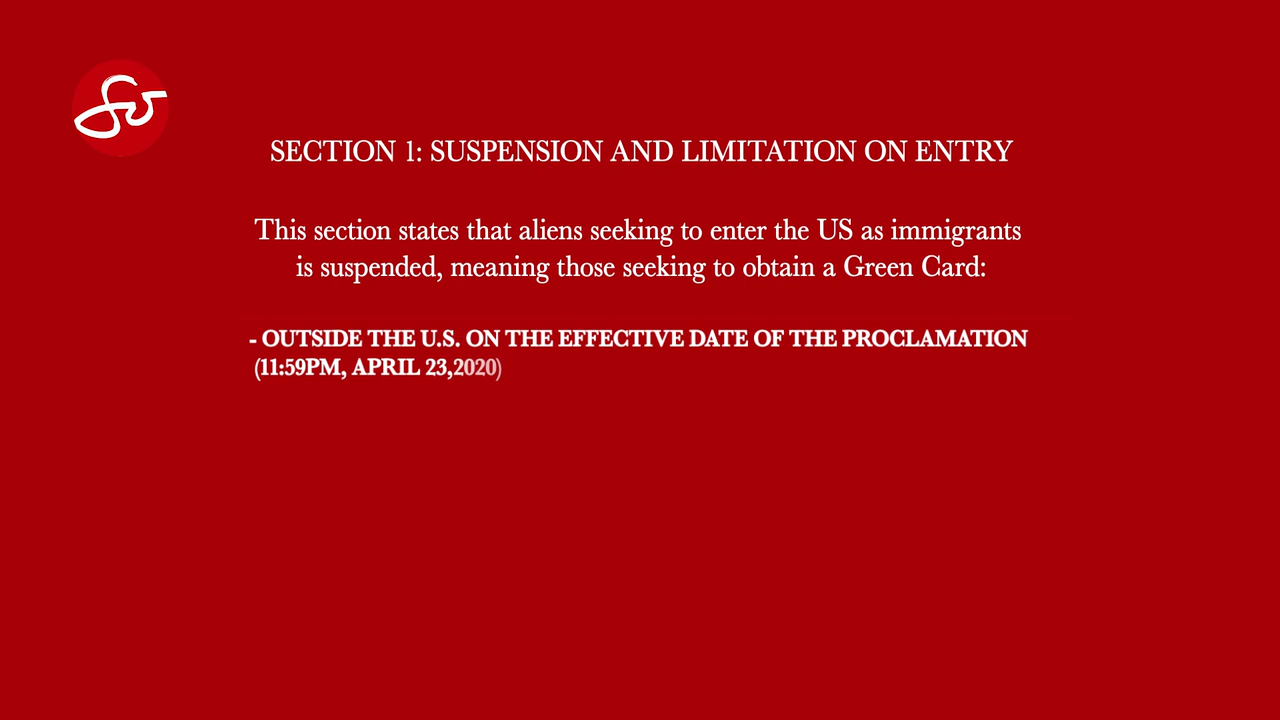 SECTION 1: SUSPENSION AND LIMITATION ON ENTRY
This section states that aliens seeking to enter the US as immigrants
is suspended, meaning those seeking to obtain a Green Card:
- OUTSIDE THE U.S. ON THE EFFECTIVE DATE OF THE PROCLAMATION
(11:59PM, APRIL 23,2020)